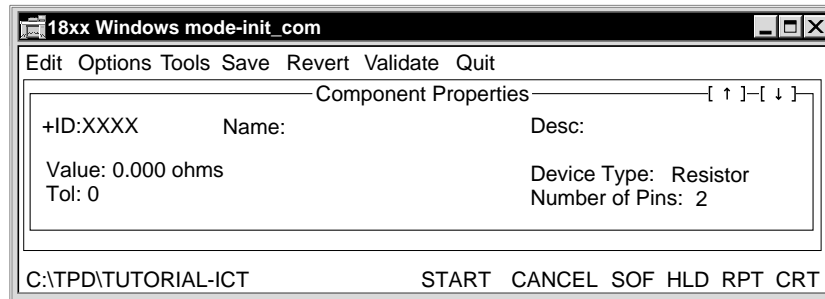 18xx Windows mode-init_com
Edit Options Tools Save Revert Validate Quit
Component Properties [ ↑ ]–[ ↓ ]
+ID:XXXX Name: Desc:
Value: 0.000 ohms Device Type: Resistor
Tol: 0 Number of Pins: 2
C:\TPD\TUTORIAL-ICT START CANCEL SOF HLD RPT CRT